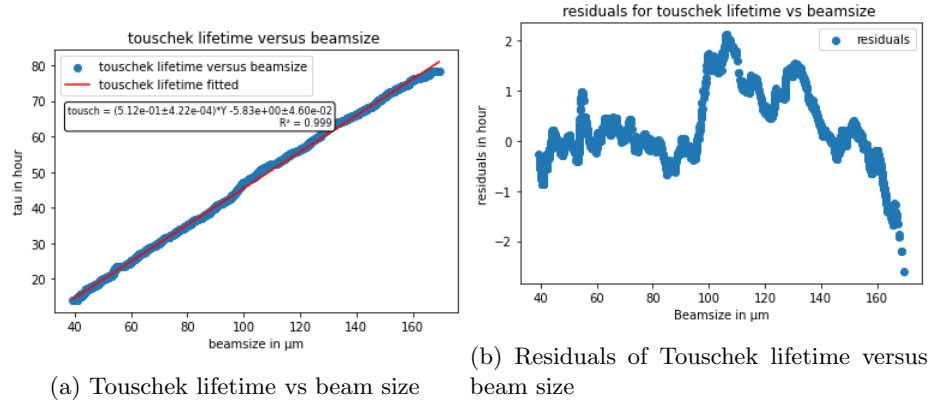 touschek lifetime versus beamsize
touschek lifetime versus beamsize
touschek lifetime fitted
tousch = (5.12e-01±4.22e-04)*Y -5.83e+00±4.60e-02
R² = 0.999
80
70
60
50
40
30
20
tau in hour
40 60 80 100 120 140 160
beamsize in μm
(a) Touschek lifetime vs beam size
residuals for touschek lifetime vs beamsize
residuals
2
1
0
−1
−2
residuals in hour
40 60 80 100 120 140 160
Beamsize in μm
(b) Residuals of Touschek lifetime versus
beam size